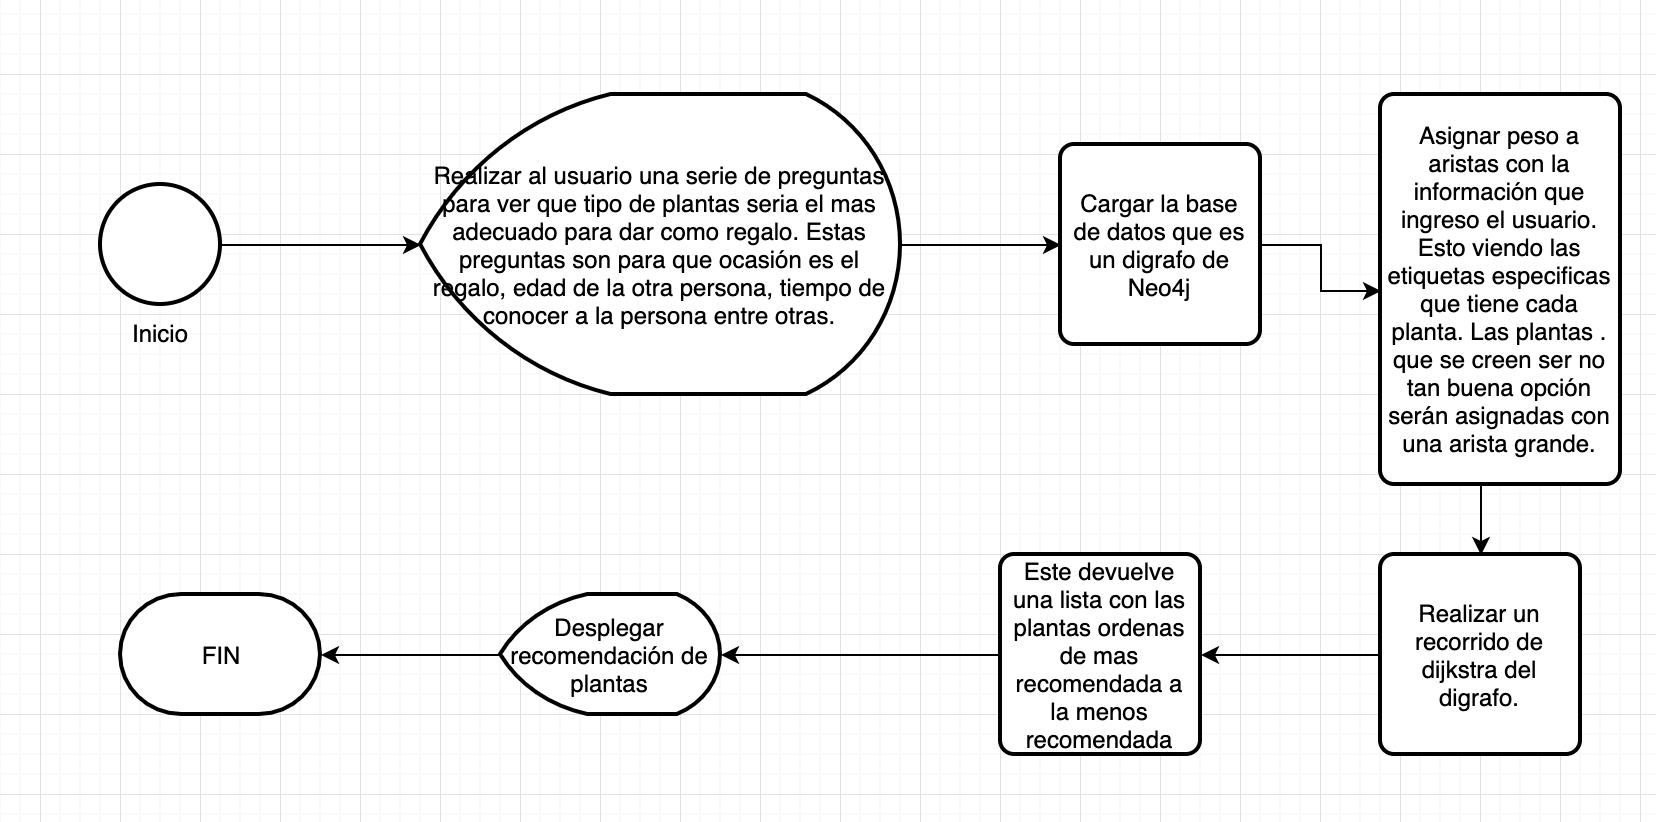 Inicio
Realizar al usuario una serie de preguntas
para ver que tipo de plantas seria el mas
adecuado para dar como regalo. Estas
preguntas son para que ocasión es el
regalo, edad de la otra persona, tiempo de
conocer a la persona entre otras.
Cargar la base
de datos que es
un digrafo de
Neo4j
Asignar peso a
aristas con la
información que
ingreso el usuario.
Esto viendo las
etiquetas especificas
que tiene cada
planta. Las plantas .
que se creen ser no
tan buena opción
serán asignadas con
una arista grande.
Realizar un
recorrido de
dijkstra del
digrafo.
Este devuelve
una lista con las
plantas ordenas
de mas
recomendada a
la menos
recomendada
Desplegar
recomendación de
plantas
FIN